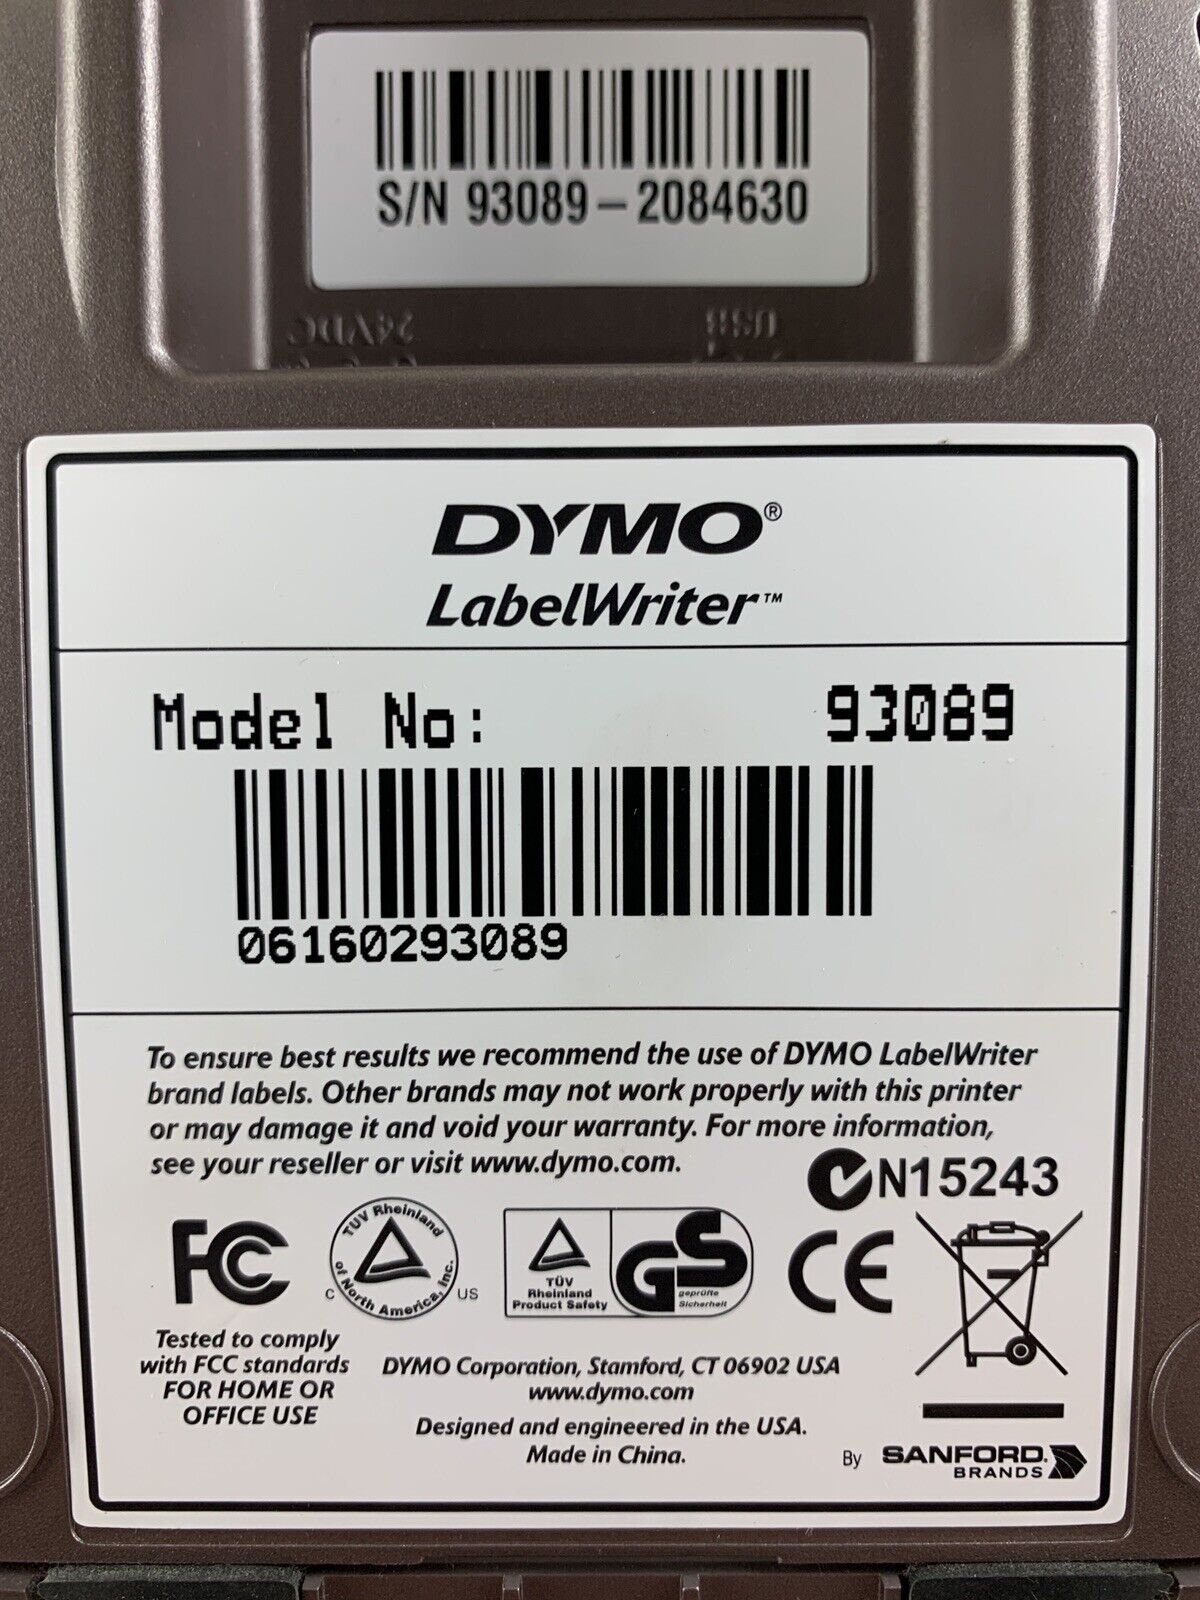 S/N 93089-2084630
24VDC
USB
DYMO®
LabelWriter™
Model No: 93089
06160293089
To ensure best results we recommend the use of DYMO LabelWriter
brand labels. Other brands may not work properly with this printer
or may damage it and void your warranty. For more information,
see your reseller or visit www.dymo.com.
N15243
FC
TUV Rheinland
of North America, Inc.
C US
TÜV
Rheinland
Product Safety
GS
geprüfte
Sicherheit
CE
Tested to comply
with FCC standards
FOR HOME OR
OFFICE USE
DYMO Corporation, Stamford, CT 06902 USA
www.dymo.com
Designed and engineered in the USA.
Made in China.
By SANFORD.
BRANDS